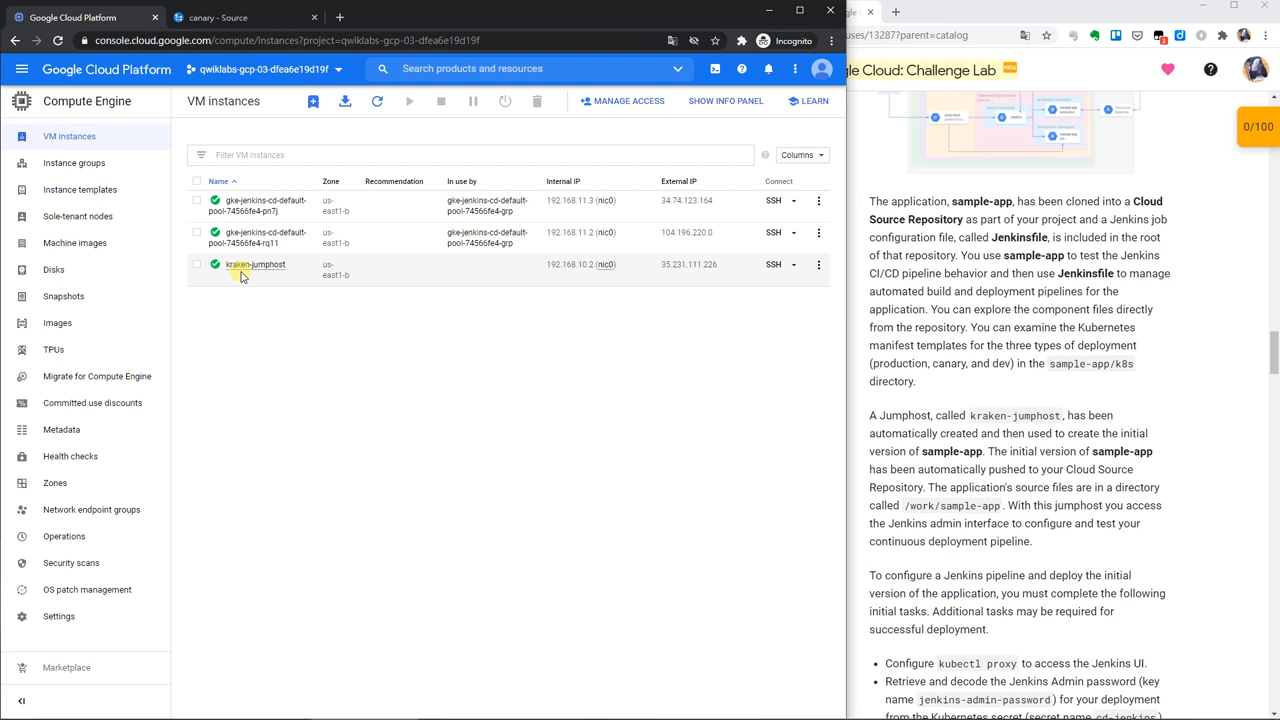 Google Cloud Platform
canary - Source
console.cloud.google.com/compute/instances?project=qwiklabs-gcp-03-dfea6e19d19f
Incognito
uses/13287?parent=catalog
Google Cloud Platform
qwiklabs-gcp-03-dfea6e19d19f
Search products and resources
gle Cloud: Challenge Lab
NEW
0/100
Compute Engine
VM instances
MANAGE ACCESS
SHOW INFO PANEL
LEARN
VM instances
Instance groups
Instance templates
Sole-tenant nodes
Machine images
Disks
Snapshots
Images
TPUs
Migrate for Compute Engine
Committed use discounts
Metadata
Health checks
Zones
Network endpoint groups
Operations
Security scans
OS patch management
Settings
Marketplace
Filter VM instances
Columns
Name
Zone
Recommendation
In use by
Internal IP
External IP
Connect
gke-jenkins-cd-default-
pool-74566fe4-pn7j
us-
east1-b
gke-jenkins-cd-default-
pool-74566fe4-grp
192.168.11.3 (nic0)
34.74.123.164
SSH
gke-jenkins-cd-default-
pool-74566fe4-rq11
us-
east1-b
gke-jenkins-cd-default-
pool-74566fe4-grp
192.168.11.2 (nic0)
104.196.220.0
SSH
kraken-jumphost
us-
east1-b
192.168.10.2 (nic0)
35.231.111.226
SSH
The application, sample-app, has been cloned into a Cloud
Source Repository as part of your project and a Jenkins job
configuration file, called Jenkinsfile, is included in the root
of that repository. You use sample-app to test the Jenkins
CI/CD pipeline behavior and then use Jenkinsfile to manage
automated build and deployment pipelines for the
application. You can explore the component files directly
from the repository. You can examine the Kubernetes
manifest templates for the three types of deployment
(production, canary, and dev) in the sample-app/k8s
directory.
A Jumphost, called kraken-jumphost, has been
automatically created and then used to create the initial
version of sample-app. The initial version of sample-app
has been automatically pushed to your Cloud Source
Repository. The application's source files are in a directory
called /work/sample-app. With this jumphost you access
the Jenkins admin interface to configure and test your
continuous deployment pipeline.
To configure a Jenkins pipeline and deploy the initial
version of the application, you must complete the following
initial tasks. Additional tasks may be required for
successful deployment.
• Configure kubectl proxy to access the Jenkins UI.
• Retrieve and decode the Jenkins Admin password (key
name jenkins-admin-password) for your deployment
from the Kubernetes secret (secret name cd-jenkins)